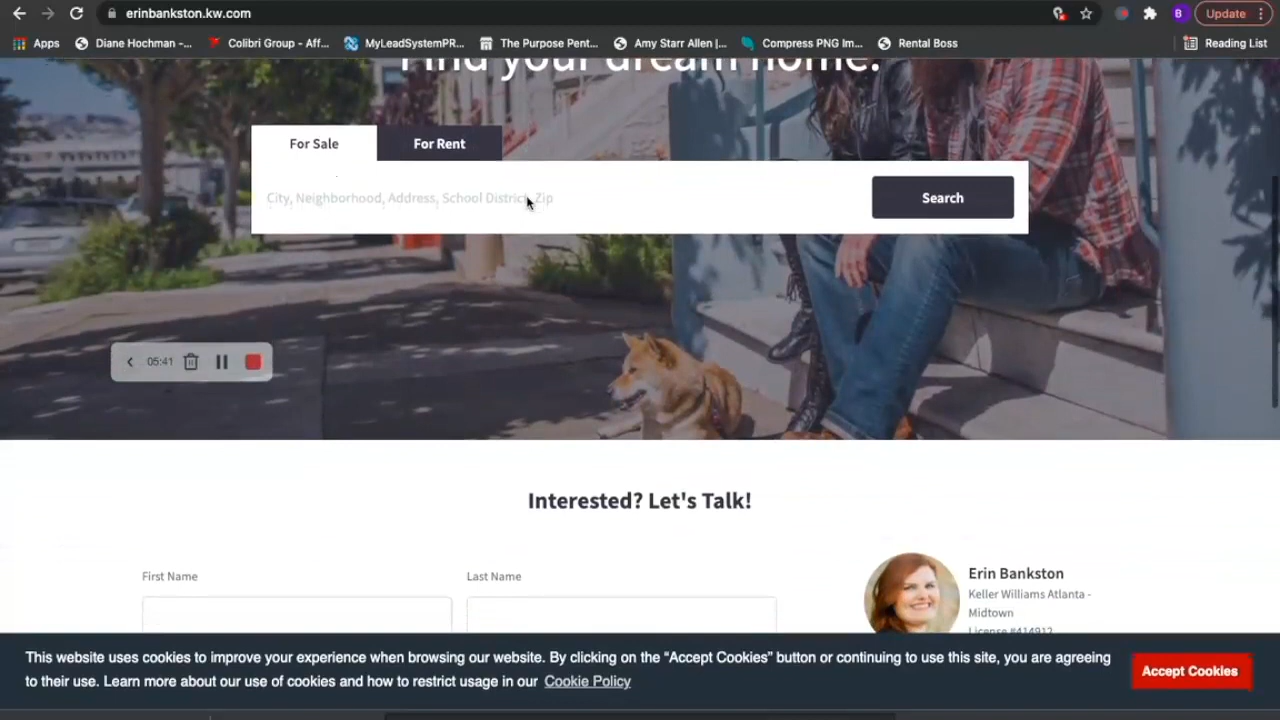 erinbankston.kw.com
B
Update
Apps
Diane Hochman -...
Colibri Group - Aff...
MyLeadSystemPR...
The Purpose Pent...
Amy Starr Allen |...
Compress PNG Im...
Rental Boss
Reading List
Find your dream home.
For Sale
For Rent
City, Neighborhood, Address, School District, Zip
Search
05:41
Interested? Let's Talk!
First Name
Last Name
Erin Bankston
Keller Williams Atlanta -
Midtown
License #414912
This website uses cookies to improve your experience when browsing our website. By clicking on the “Accept Cookies” button or continuing to use this site, you are agreeing
to their use. Learn more about our use of cookies and how to restrict usage in our Cookie Policy
Accept Cookies